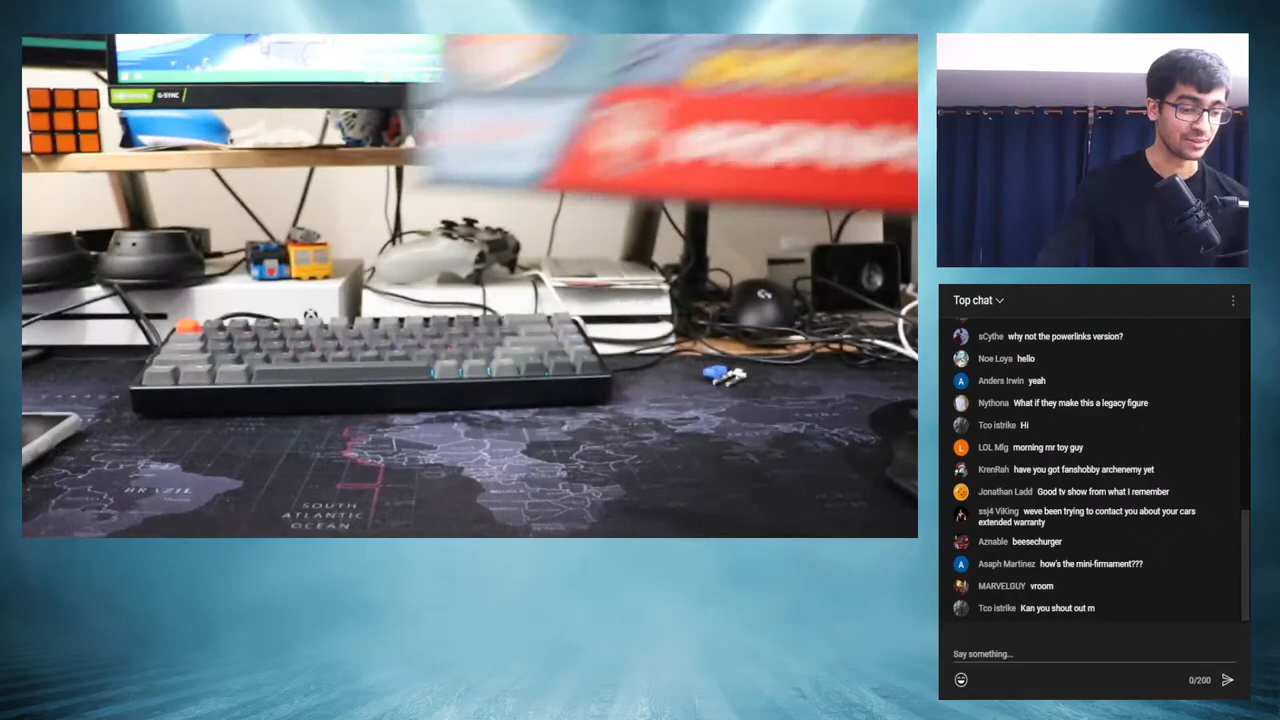 G-SYNC
BRAZIL
SOUTH
ATLANTIC
OCEAN
Top chat
sCythe why not the powerlinks version?
Noe Loya hello
A Anders Irwin yeah
Nythona What if they make this a legacy figure
Tco istrike Hi
L LOL Mlg morning mr toy guy
KrenRah have you got fanshobby archenemy yet
Jonathan Ladd Good tv show from what I remember
ssj4 ViKing weve been trying to contact you about your cars
extended warranty
Aznable beesechurger
A Asaph Martinez how's the mini-firmament???
MARVELGUY vroom
Tco istrike Kan you shout out m
Say something...
0/200